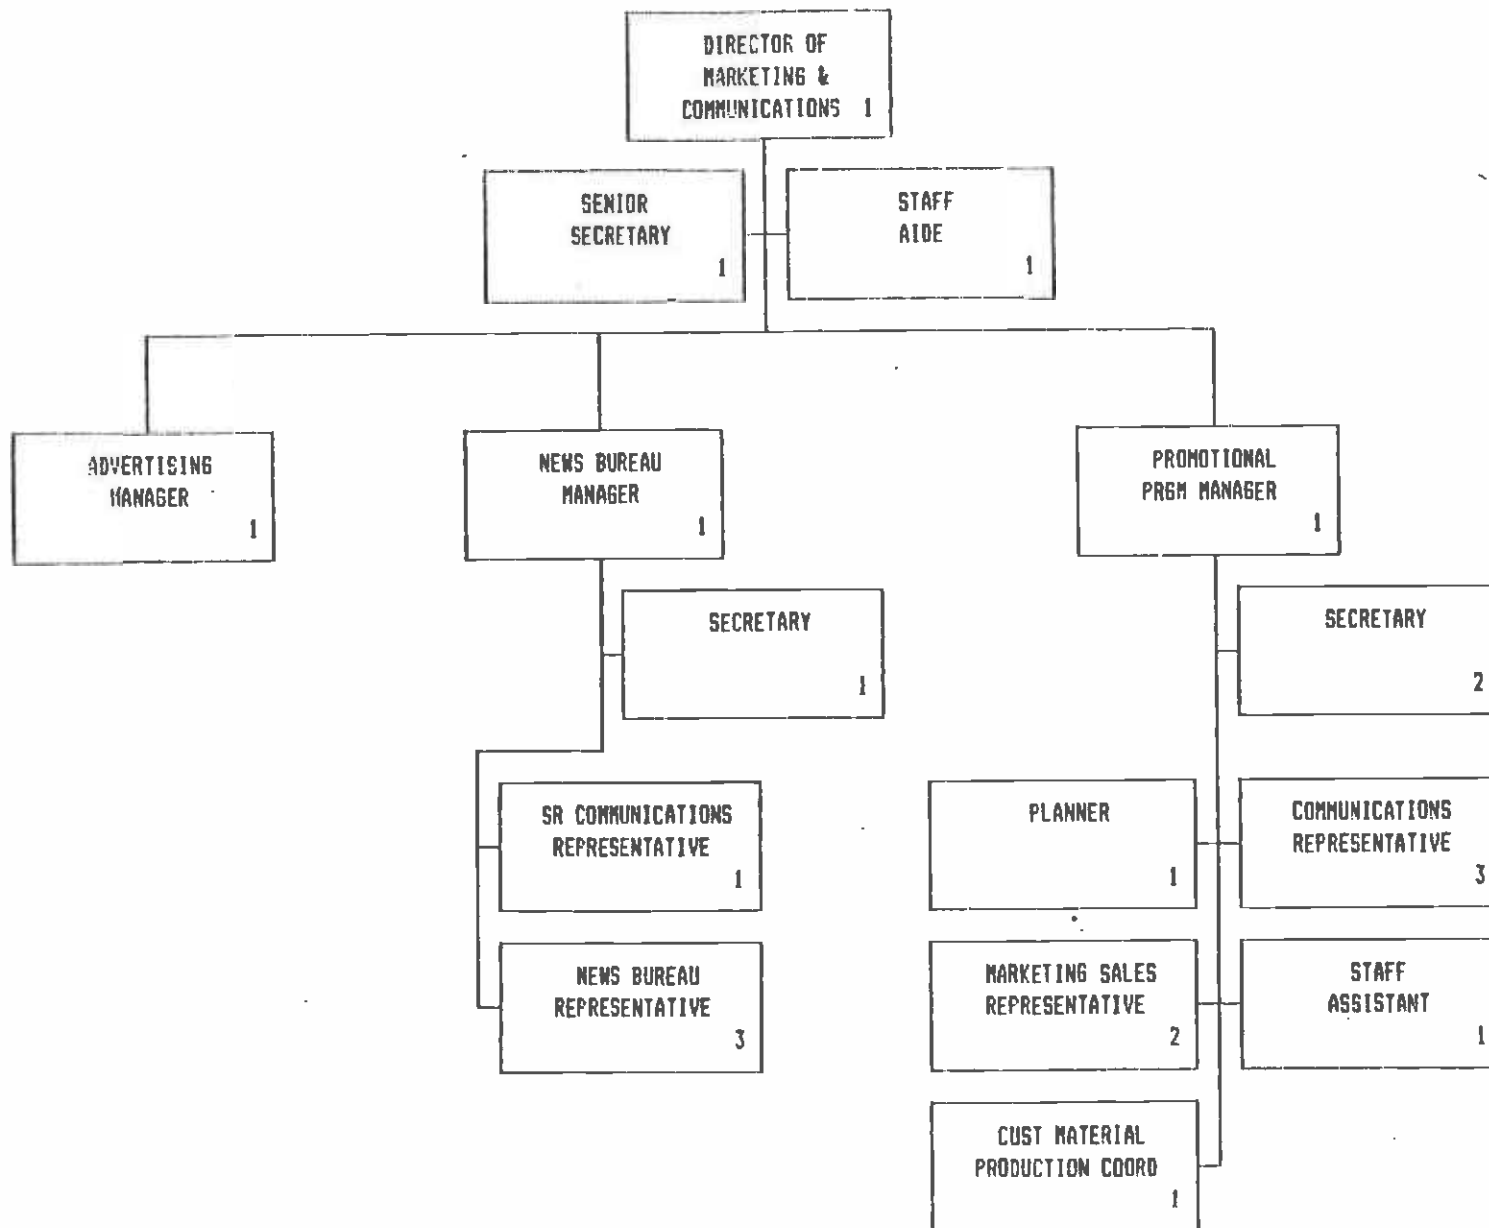 DIRECTOR OF
MARKETING &
COMMUNICATIONS 1
SENIOR
SECRETARY
1
STAFF
AIDE
1
ADVERTISING
MANAGER
1
NEWS BUREAU
MANAGER
1
PROMOTIONAL
PRGM MANAGER
1
SECRETARY
1
SECRETARY
2
SR COMMUNICATIONS
REPRESENTATIVE
1
PLANNER
1
COMMUNICATIONS
REPRESENTATIVE
3
NEWS BUREAU
REPRESENTATIVE
3
MARKETING SALES
REPRESENTATIVE
2
STAFF
ASSISTANT
1
CUST MATERIAL
PRODUCTION COORD
1